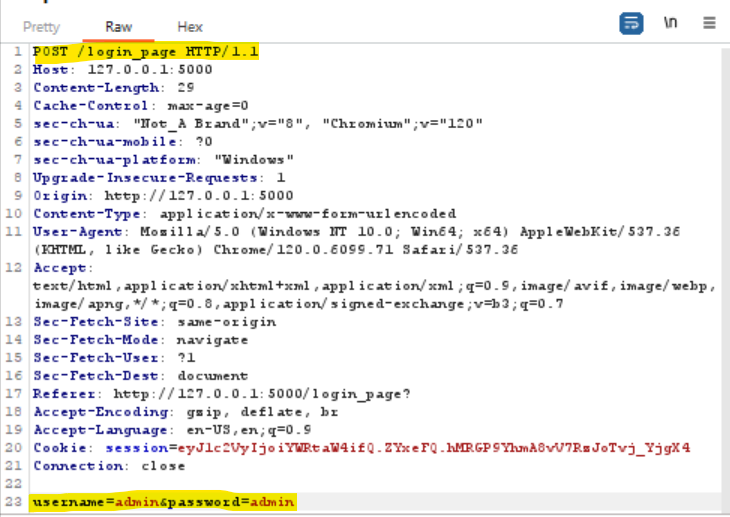 Pretty Raw Hex \n
1 POST /login_page HTTP/1.1
2 Host: 127.0.0.1:5000
3 Content-Length: 29
4 Cache-Control: max-age=0
5 sec-ch-ua: "Not_A Brand";v="8", "Chromium";v="120"
6 sec-ch-ua-mobile: ?0
7 sec-ch-ua-platform: "Windows"
8 Upgrade-Insecure-Requests: 1
9 Origin: http://127.0.0.1:5000
10 Content-Type: application/x-www-form-urlencoded
11 User-Agent: Mozilla/5.0 (Windows NT 10.0; Win64; x64) AppleWebKit/537.36
(KHTML, like Gecko) Chrome/120.0.6099.71 Safari/537.36
12 Accept:
text/html,application/xhtml+xml,application/xml;q=0.9,image/avif,image/webp,
image/apng,*/*;q=0.8,application/signed-exchange;v=b3;q=0.7
13 Sec-Fetch-Site: same-origin
14 Sec-Fetch-Mode: navigate
15 Sec-Fetch-User: ?1
16 Sec-Fetch-Dest: document
17 Referer: http://127.0.0.1:5000/login_page?
18 Accept-Encoding: gzip, deflate, br
19 Accept-Language: en-US,en;q=0.9
20 Cookie: session=eyJ1c2VyIjoiYWRtaW4ifQ.ZYxeFQ.hMRGP9YhmA8vV7RzJoTvj_YjgX4
21 Connection: close
22
23 username=admin&password=admin